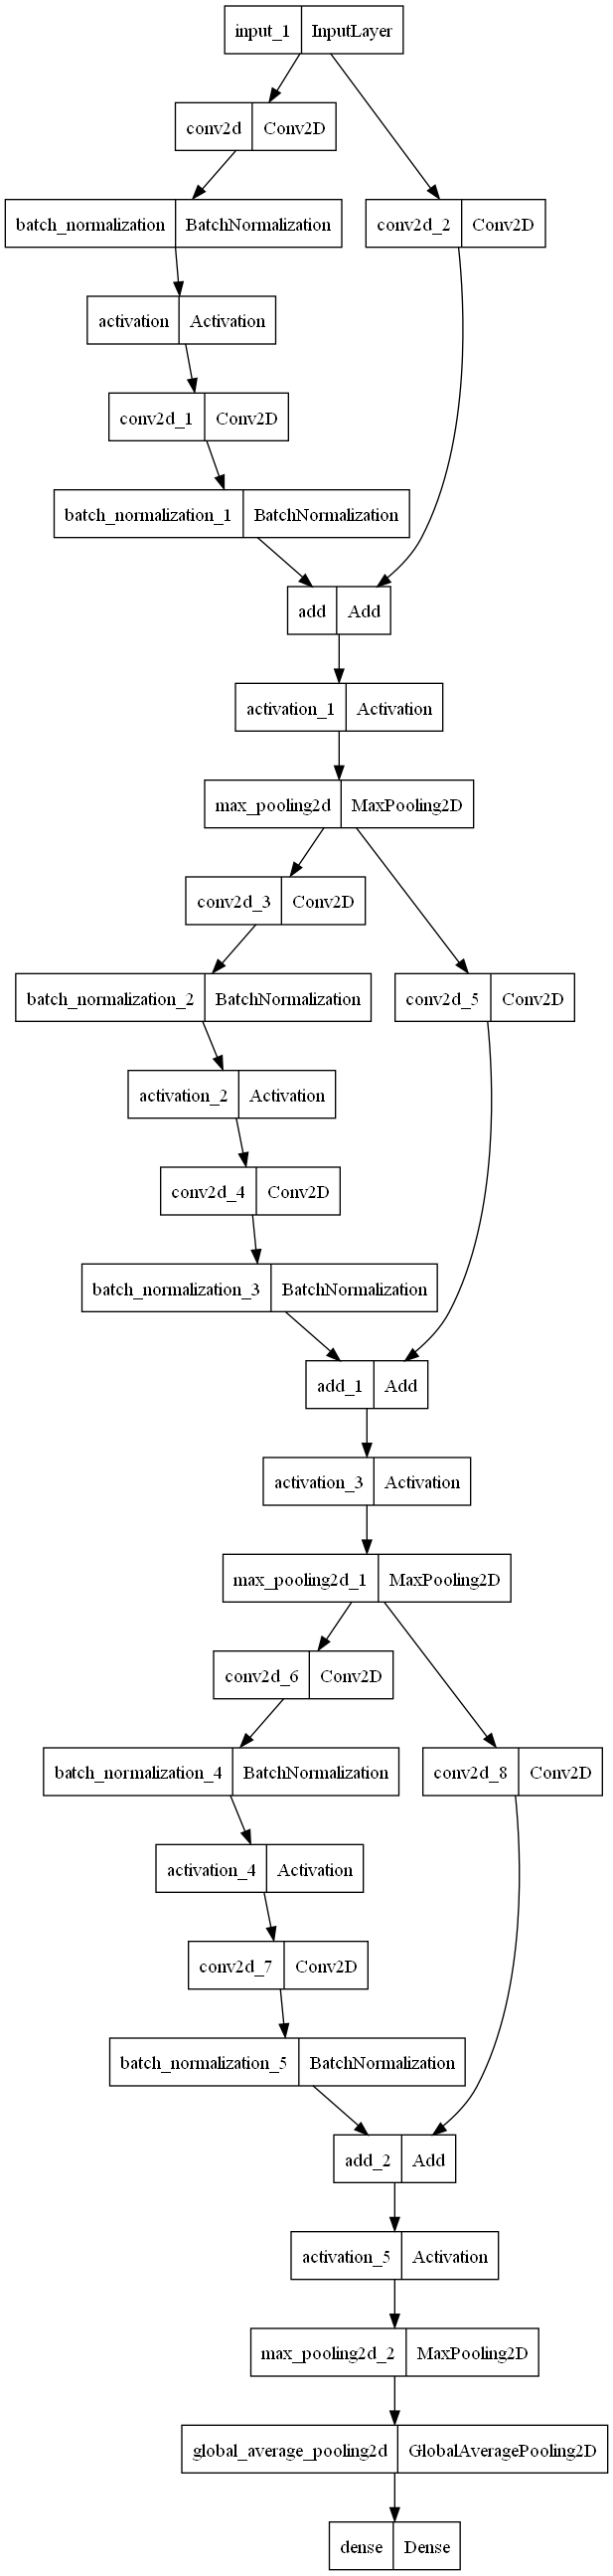 input_1 InputLayer
conv2d Conv2D
batch_normalization BatchNormalization
conv2d_2 Conv2D
activation Activation
conv2d_1 Conv2D
batch_normalization_1 BatchNormalization
add Add
activation_1 Activation
max_pooling2d MaxPooling2D
conv2d_3 Conv2D
batch_normalization_2 BatchNormalization
conv2d_5 Conv2D
activation_2 Activation
conv2d_4 Conv2D
batch_normalization_3 BatchNormalization
add_1 Add
activation_3 Activation
max_pooling2d_1 MaxPooling2D
conv2d_6 Conv2D
batch_normalization_4 BatchNormalization
conv2d_8 Conv2D
activation_4 Activation
conv2d_7 Conv2D
batch_normalization_5 BatchNormalization
add_2 Add
activation_5 Activation
max_pooling2d_2 MaxPooling2D
global_average_pooling2d GlobalAveragePooling2D
dense Dense